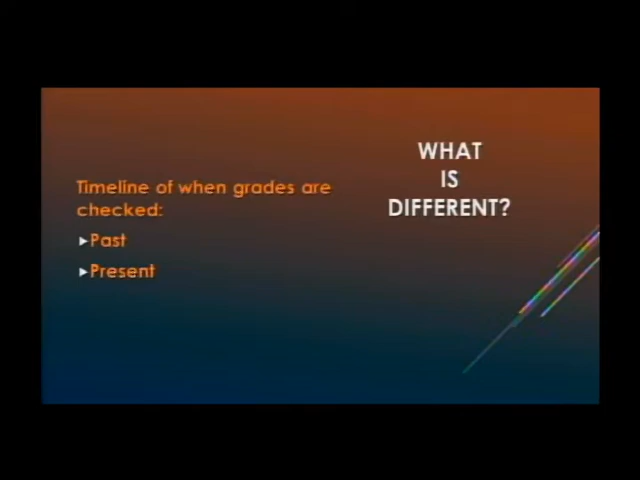 WHAT
IS
DIFFERENT?
Timeline of when grades are
checked:
Past
Present